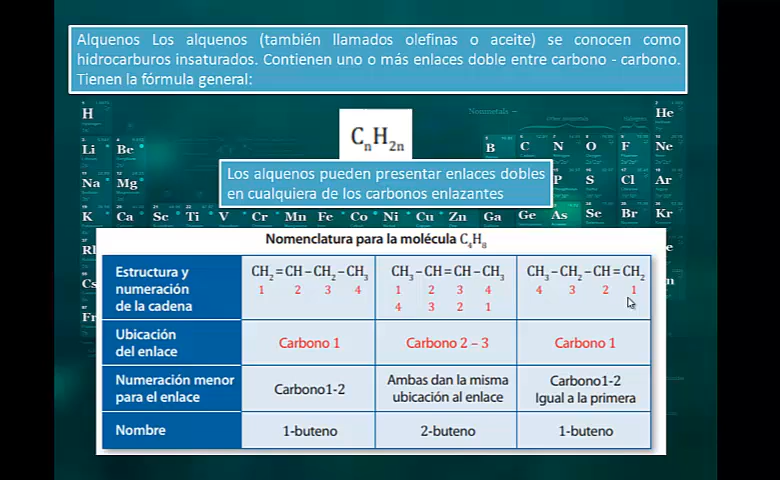 Alquenos Los alquenos (también llamados olefinas o aceite) se conocen como
hidrocarburos insaturados. Contienen uno o más enlaces doble entre carbono - carbono.
Tienen la fórmula general:
CₙH₂ₙ
Los alquenos pueden presentar enlaces dobles
en cualquiera de los carbonos enlazantes
H He
Li Be B C N O F Ne
Na Mg P S Cl Ar
K Ca Sc Ti V Cr Mn Fe Co Ni Cu Zn Ga Ge As Se Br Kr
Nomenclatura para la molécula C₄H₈
Estructura y
numeración
de la cadena
CH₂=CH–CH₂–CH₃
1 2 3 4
CH₃–CH=CH–CH₃
1 2 3 4
4 3 2 1
CH₃–CH₂–CH=CH₂
4 3 2 1
Ubicación
del enlace
Carbono 1
Carbono 2 – 3
Carbono 1
Numeración menor
para el enlace
Carbono1-2
Ambas dan la misma
ubicación al enlace
Carbono1-2
Igual a la primera
Nombre
1-buteno
2-buteno
1-buteno